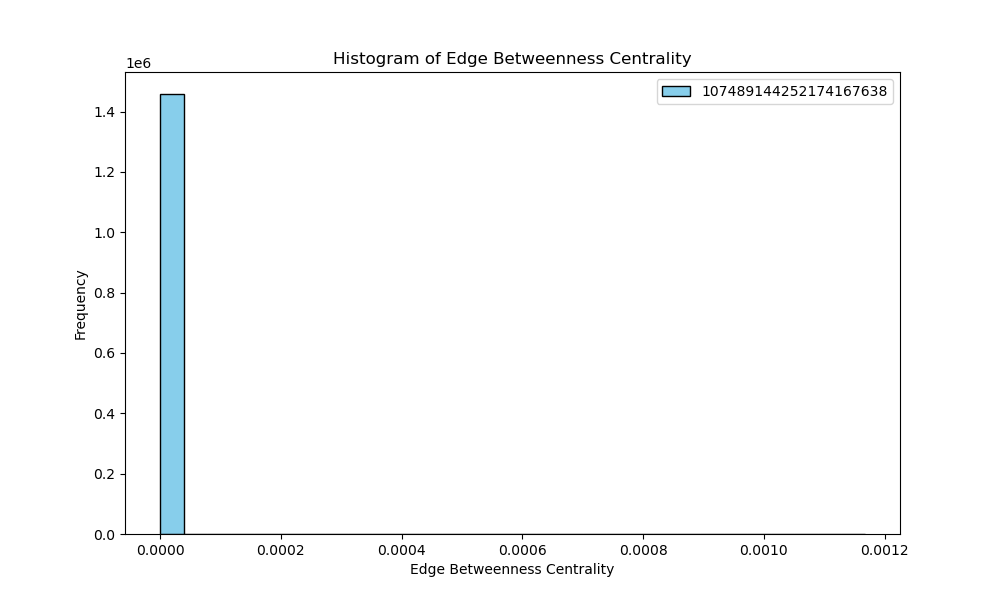 Histogram of Edge Betweenness Centrality
1e6
107489144252174167638
1.4
1.2
1.0
0.8
0.6
0.4
0.2
0.0
Frequency
0.0000 0.0002 0.0004 0.0006 0.0008 0.0010 0.0012
Edge Betweenness Centrality